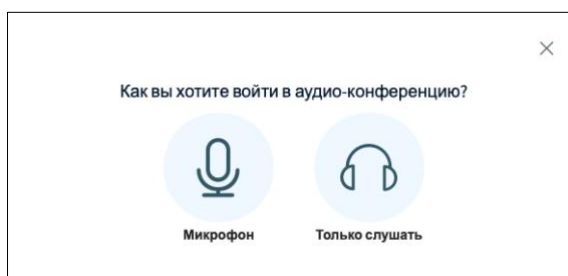 Как вы хотите войти в аудио-конференцию?
Микрофон
Только слушать